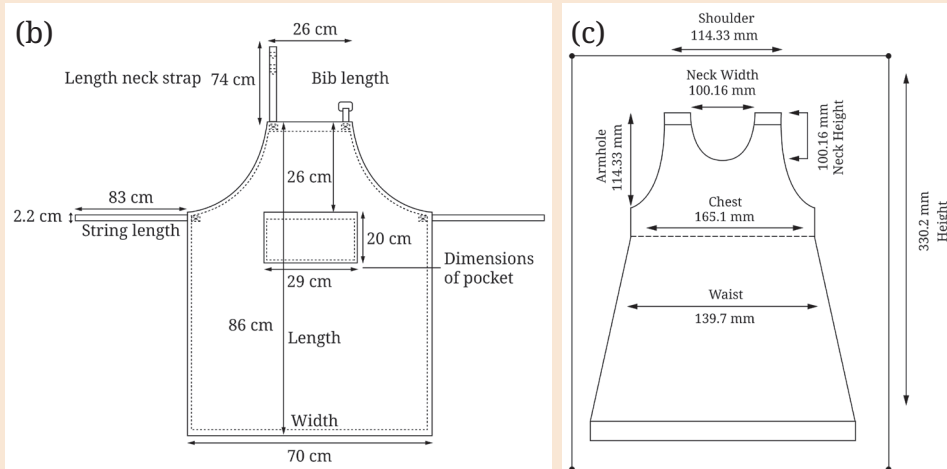 (b)
26 cm
Length neck strap 74 cm
Bib length
26 cm
83 cm
2.2 cm
String length
20 cm
29 cm
Dimensions
of pocket
86 cm
Length
Width
70 cm
(c)
Shoulder
114.33 mm
Neck Width
100.16 mm
100.16 mm
Neck Height
Armhole
114.33 mm
Chest
165.1 mm
330.2 mm
Height
Waist
139.7 mm